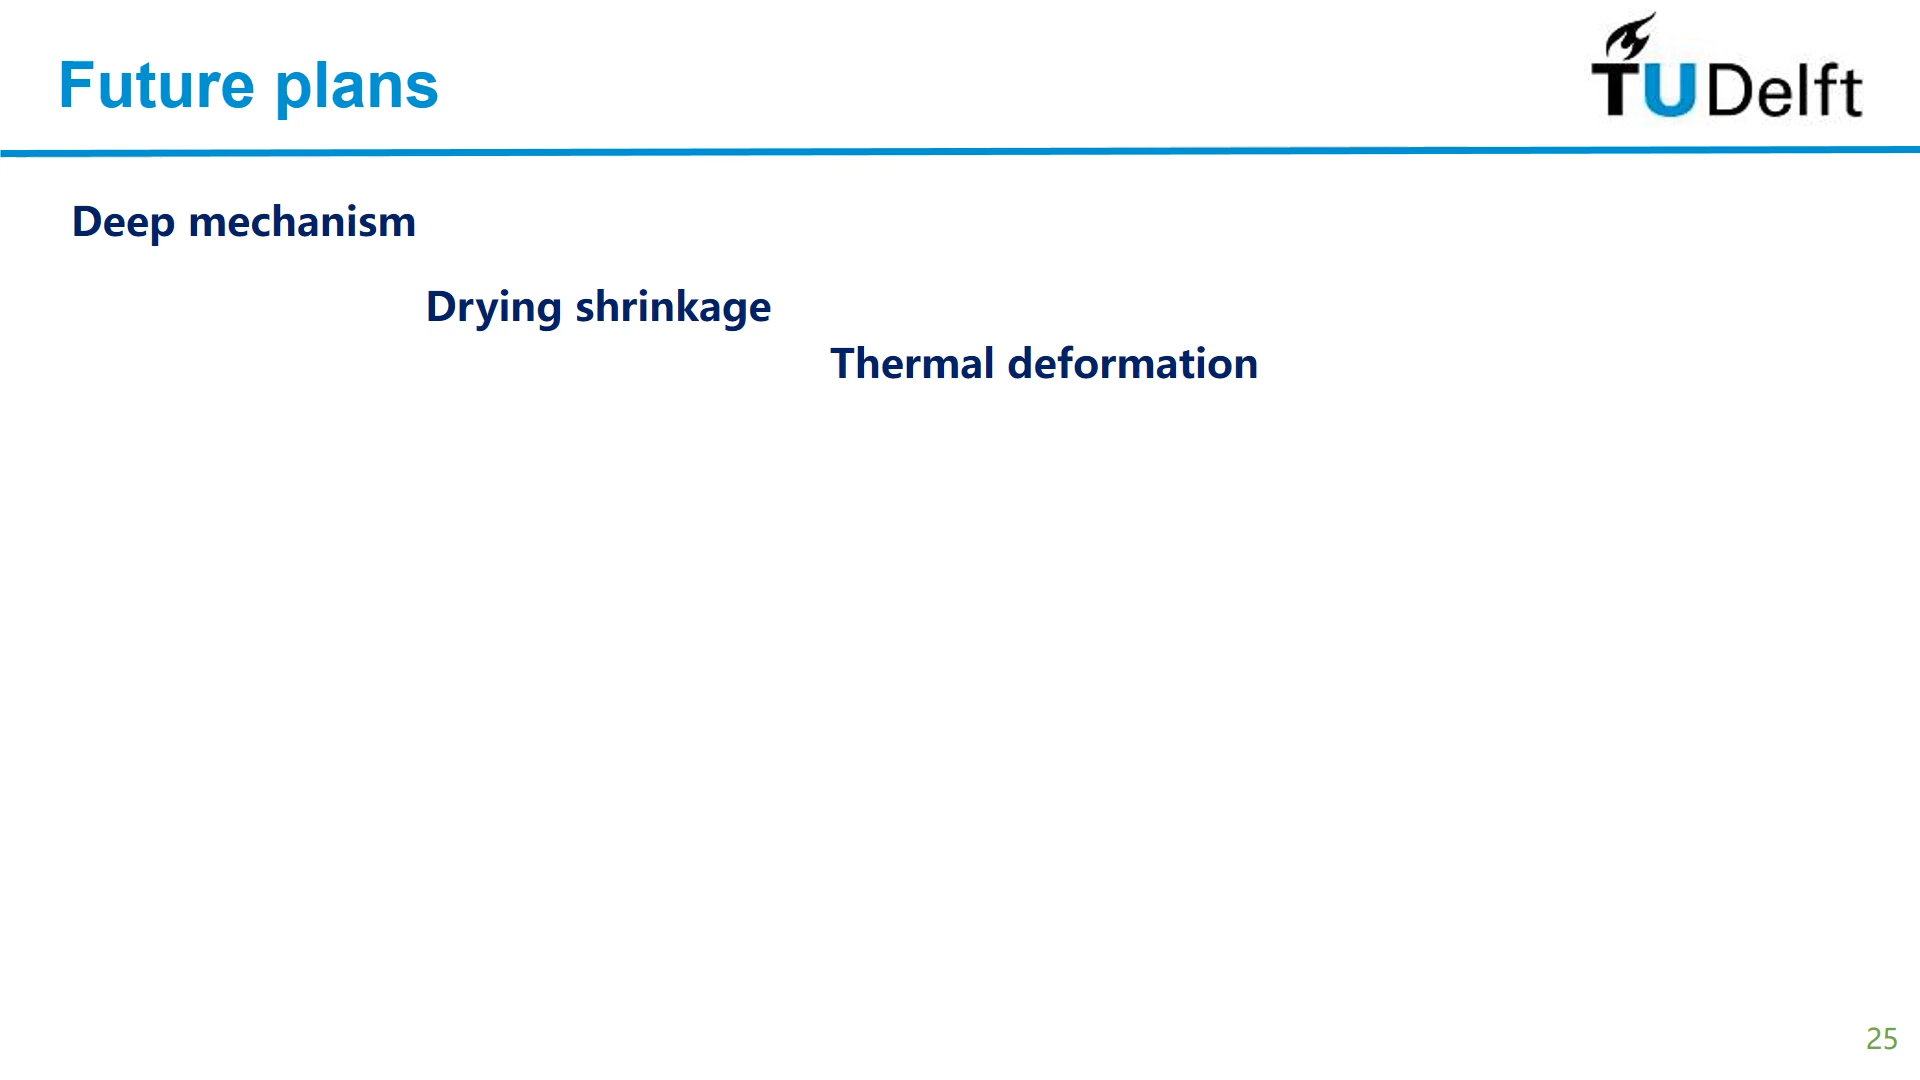 Future plans
TUDelft
Deep mechanism
Drying shrinkage
Thermal deformation
25